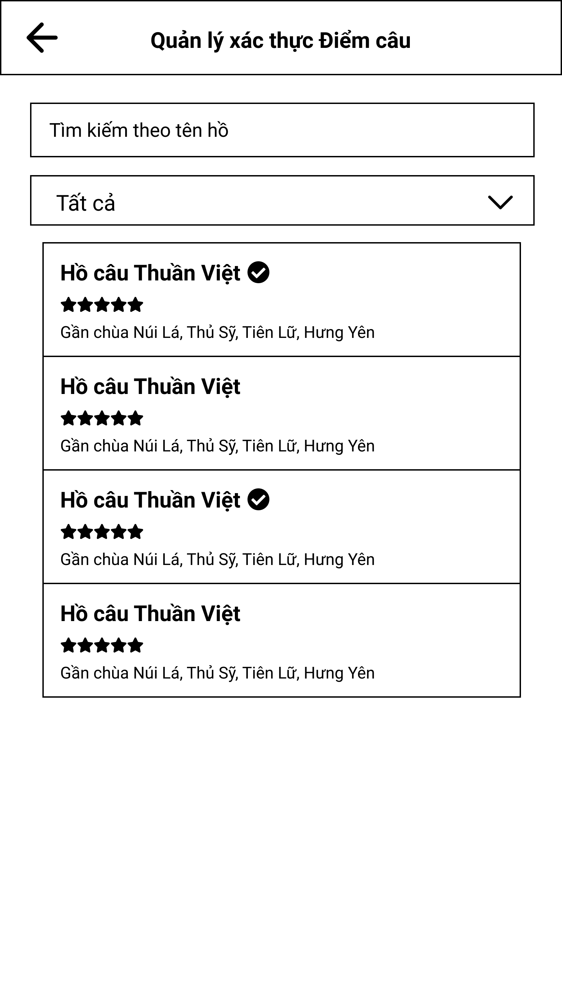 Quản lý xác thực Điểm câu
Tìm kiếm theo tên hồ
Tất cả
Hồ câu Thuần Việt
Gần chùa Núi Lá, Thủ Sỹ, Tiên Lữ, Hưng Yên
Hồ câu Thuần Việt
Gần chùa Núi Lá, Thủ Sỹ, Tiên Lữ, Hưng Yên
Hồ câu Thuần Việt
Gần chùa Núi Lá, Thủ Sỹ, Tiên Lữ, Hưng Yên
Hồ câu Thuần Việt
Gần chùa Núi Lá, Thủ Sỹ, Tiên Lữ, Hưng Yên